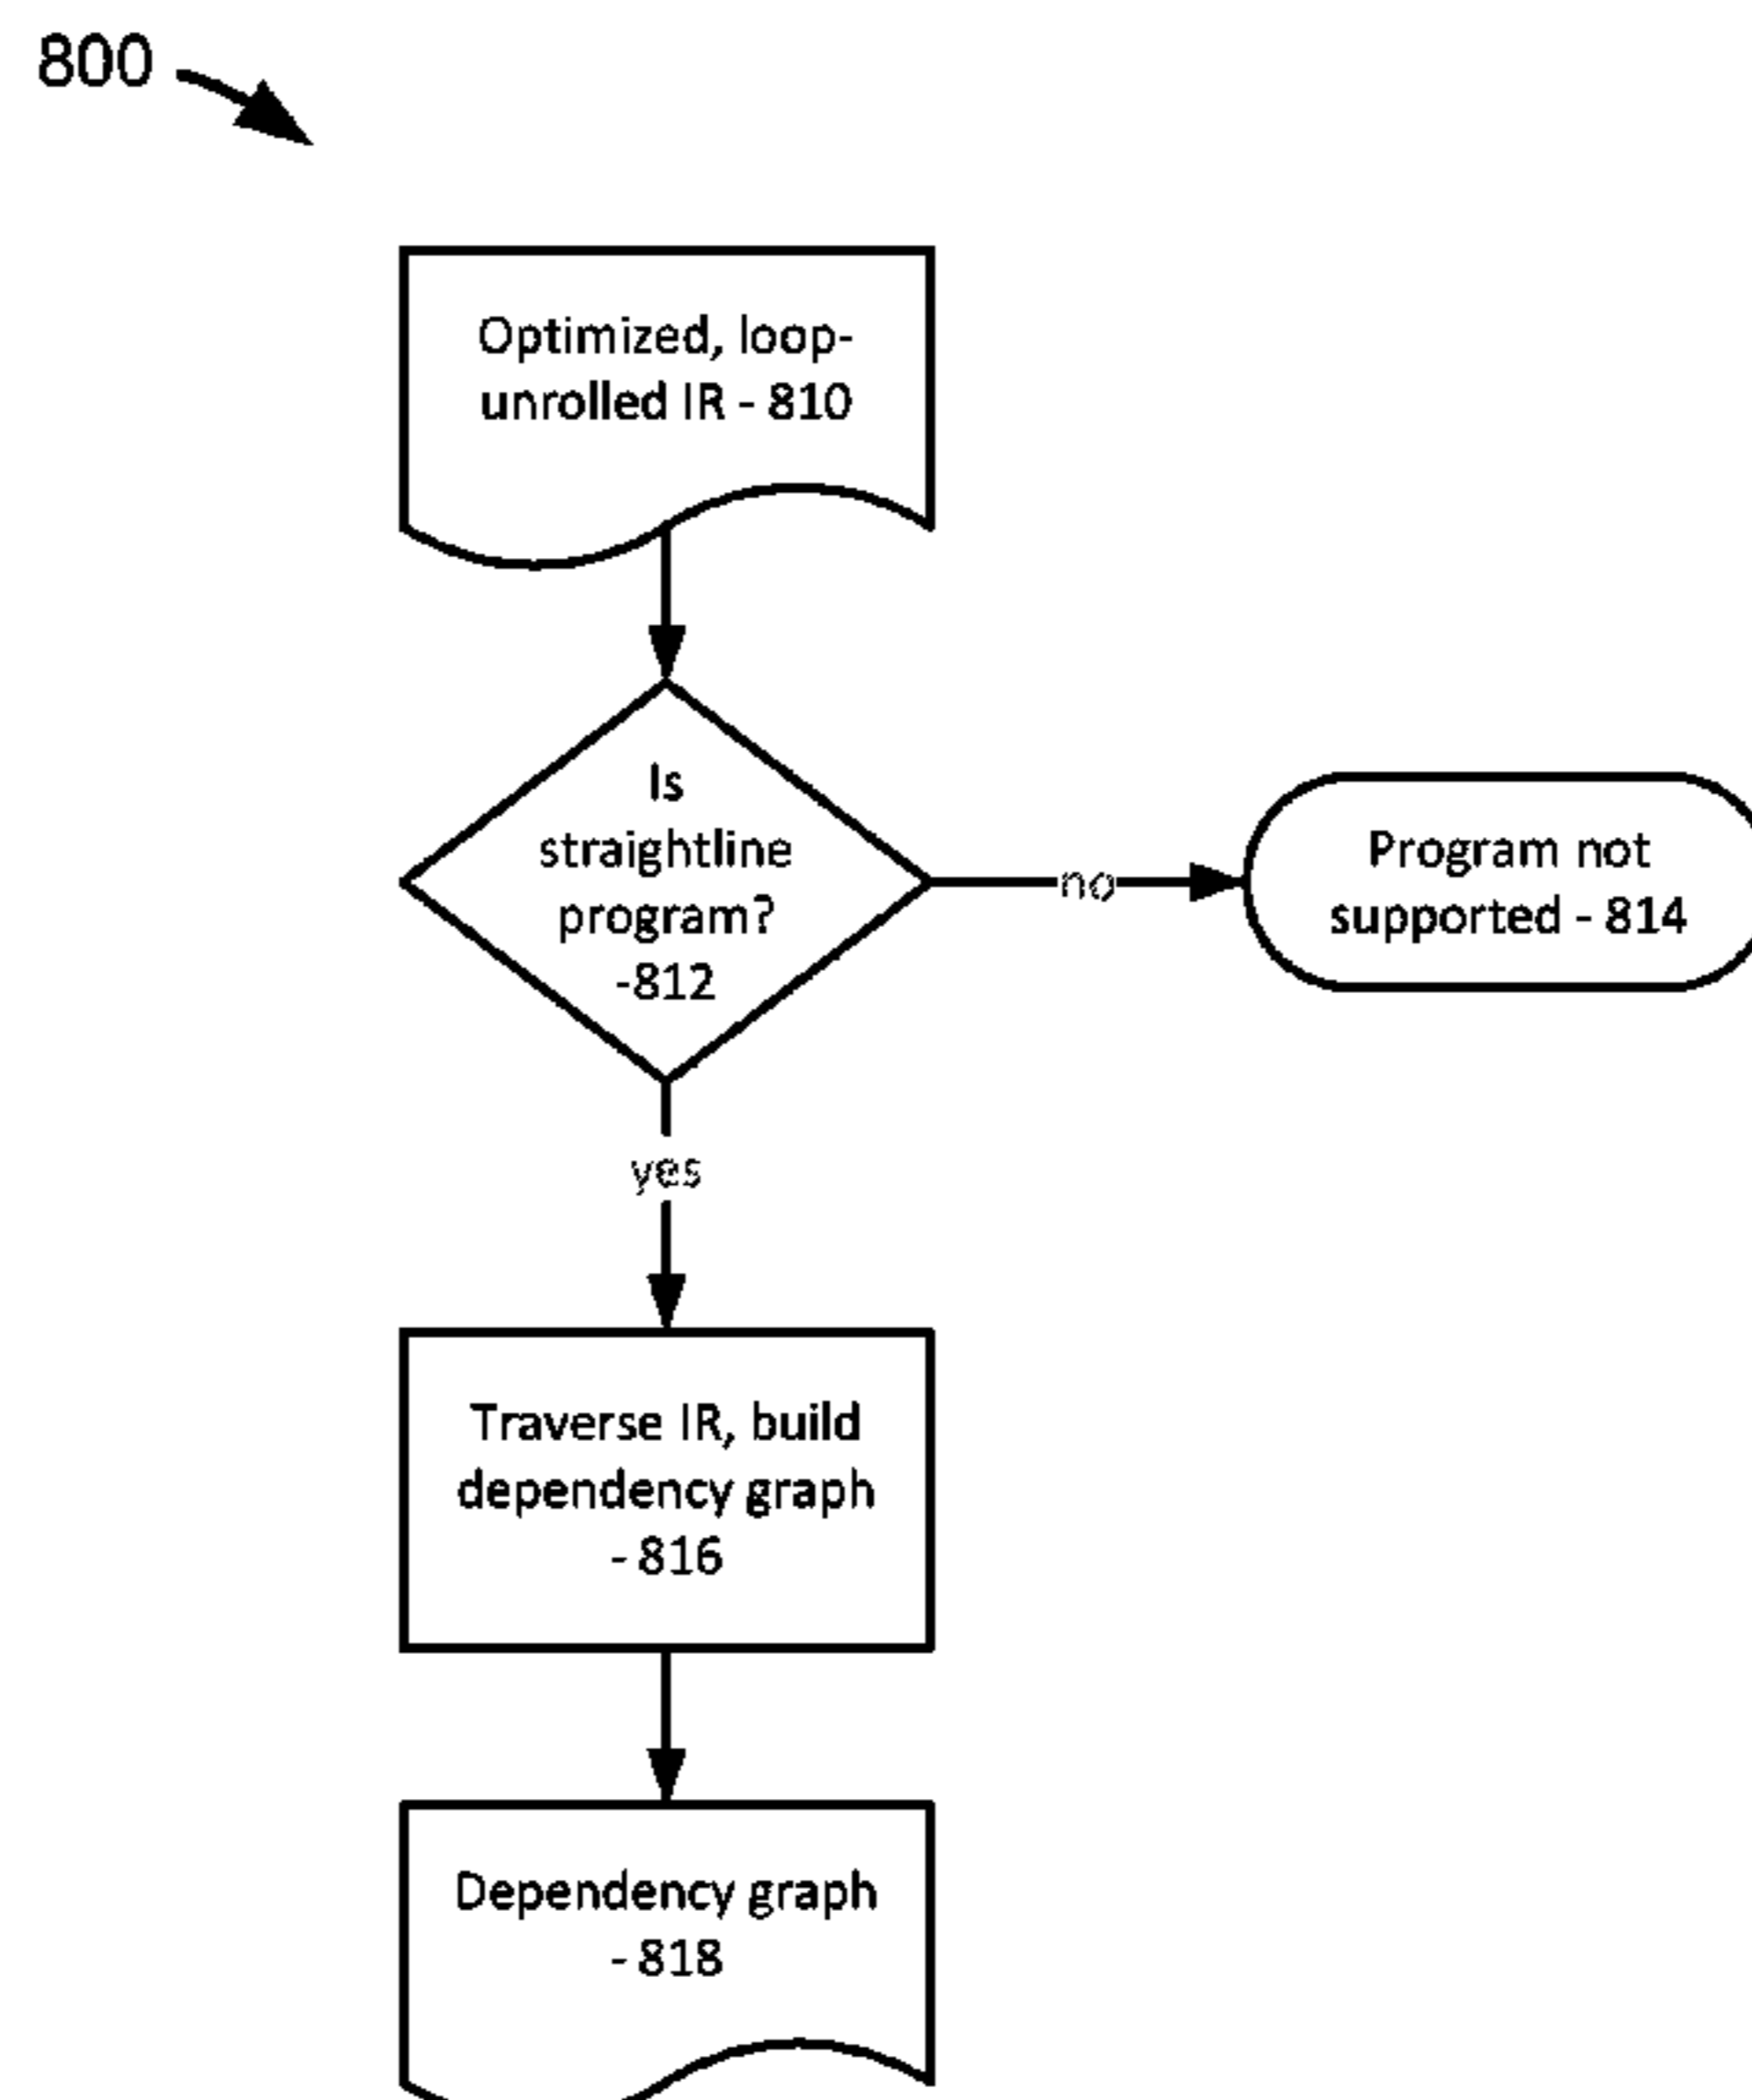 800
Optimized, loop-
unrolled IR - 810
Is
straightline
program?
-812
no
Program not
supported - 814
yes
Traverse IR, build
dependency graph
- 816
Dependency graph
- 818